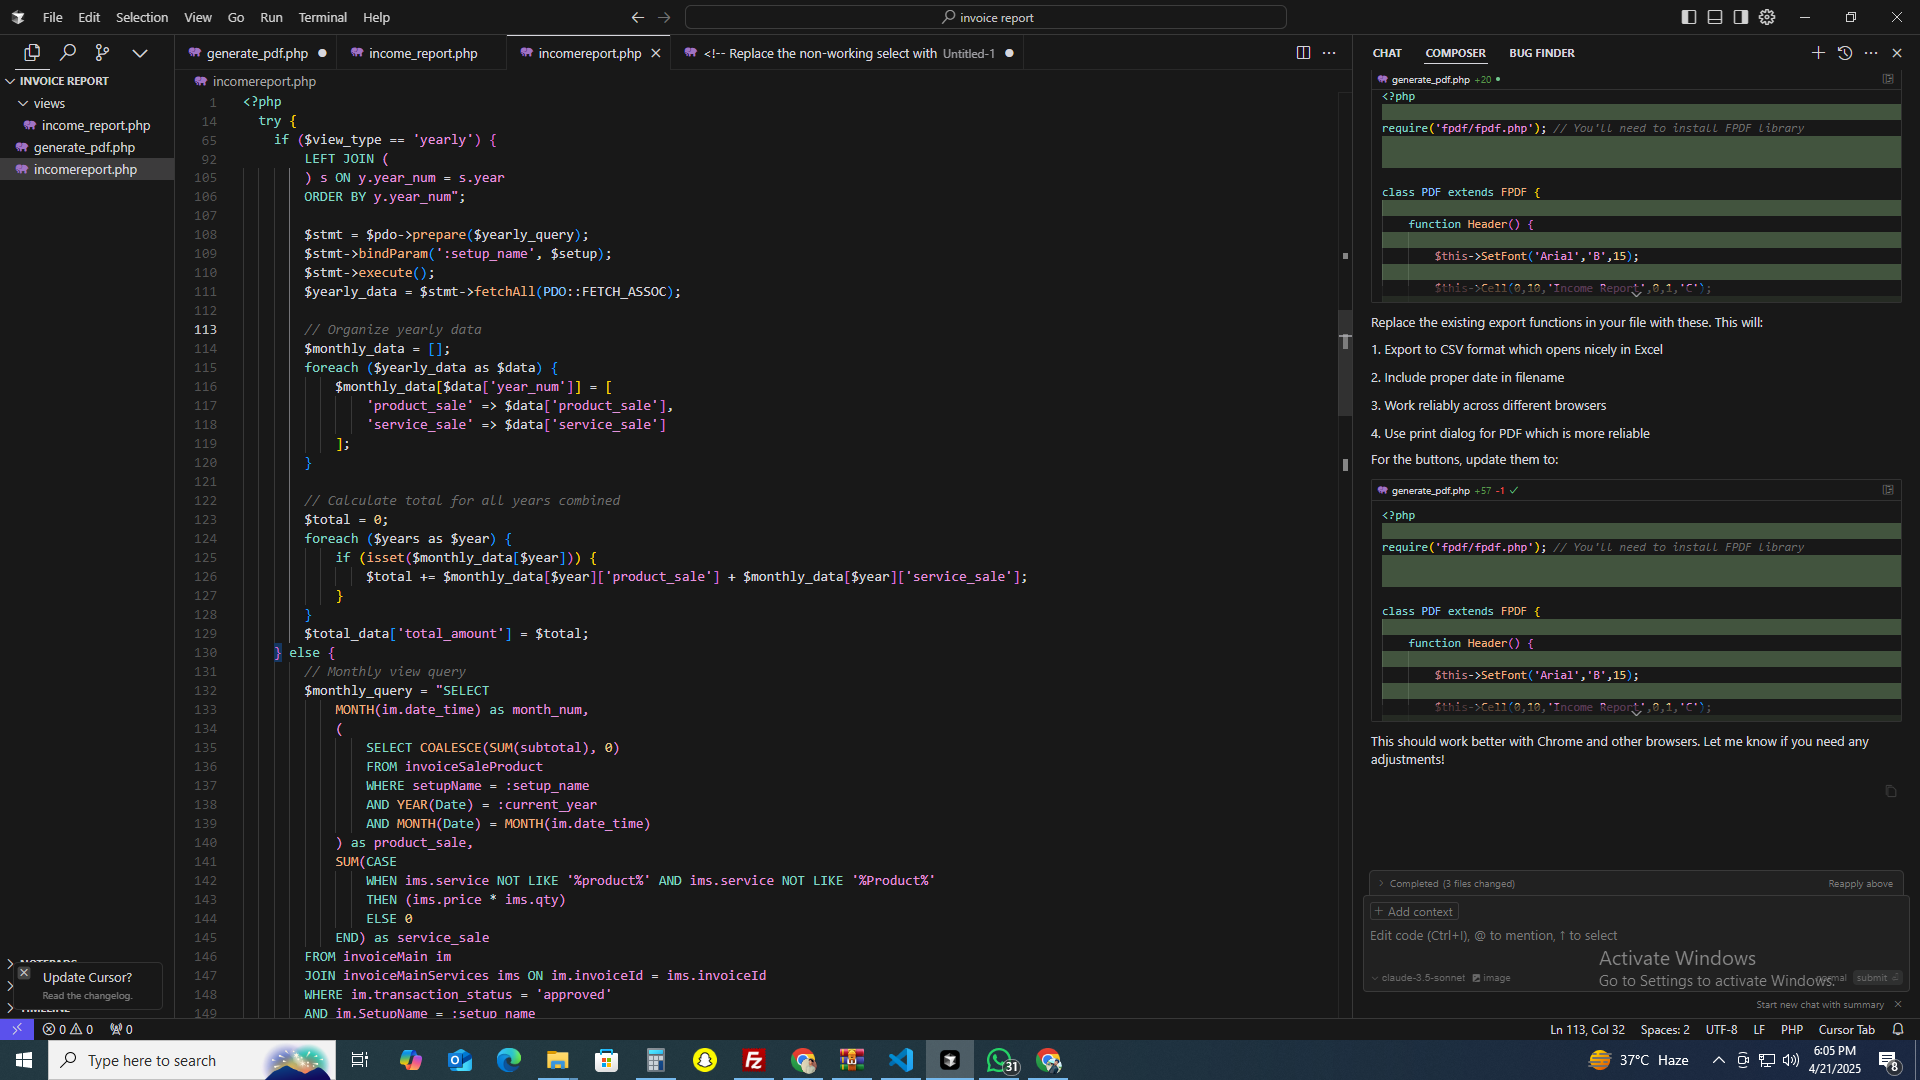 File Edit Selection View Go Run Terminal Help
invoice report
generate_pdf.php
income_report.php
incomereport.php
<!-- Replace the non-working select with Untitled-1
CHAT COMPOSER BUG FINDER
INVOICE REPORT
views
income_report.php
generate_pdf.php
incomereport.php
incomereport.php
1 <?php
14 try {
65 if ($view_type == 'yearly') {
92 LEFT JOIN (
105 ) s ON y.year_num = s.year
106 ORDER BY y.year_num";
107
108 $stmt = $pdo->prepare($yearly_query);
109 $stmt->bindParam(':setup_name', $setup);
110 $stmt->execute();
111 $yearly_data = $stmt->fetchAll(PDO::FETCH_ASSOC);
112
113 // Organize yearly data
114 $monthly_data = [];
115 foreach ($yearly_data as $data) {
116 $monthly_data[$data['year_num']] = [
117 'product_sale' => $data['product_sale'],
118 'service_sale' => $data['service_sale']
119 ];
120 }
121
122 // Calculate total for all years combined
123 $total = 0;
124 foreach ($years as $year) {
125 if (isset($monthly_data[$year])) {
126 $total += $monthly_data[$year]['product_sale'] + $monthly_data[$year]['service_sale'];
127 }
128 }
129 $total_data['total_amount'] = $total;
130 } else {
131 // Monthly view query
132 $monthly_query = "SELECT
133 MONTH(im.date_time) as month_num,
134 (
135 SELECT COALESCE(SUM(subtotal), 0)
136 FROM invoiceSaleProduct
137 WHERE setupName = :setup_name
138 AND YEAR(Date) = :current_year
139 AND MONTH(Date) = MONTH(im.date_time)
140 ) as product_sale,
141 SUM(CASE
142 WHEN ims.service NOT LIKE '%product%' AND ims.service NOT LIKE '%Product%'
143 THEN (ims.price * ims.qty)
144 ELSE 0
145 END) as service_sale
146 FROM invoiceMain im
147 JOIN invoiceMainServices ims ON im.invoiceId = ims.invoiceId
148 WHERE im.transaction_status = 'approved'
149 AND im.SetupName = :setup_name
generate_pdf.php +20
<?php
require('fpdf/fpdf.php'); // You'll need to install FPDF library
class PDF extends FPDF {
function Header() {
$this->SetFont('Arial','B',15);
$this->Cell(0,10,'Income Report',0,1,'C');
Replace the existing export functions in your file with these. This will:
1. Export to CSV format which opens nicely in Excel
2. Include proper date in filename
3. Work reliably across different browsers
4. Use print dialog for PDF which is more reliable
For the buttons, update them to:
generate_pdf.php +57 -1
<?php
require('fpdf/fpdf.php'); // You'll need to install FPDF library
class PDF extends FPDF {
function Header() {
$this->SetFont('Arial','B',15);
$this->Cell(0,10,'Income Report',0,1,'C');
This should work better with Chrome and other browsers. Let me know if you need any
adjustments!
Completed (3 files changed) Reapply above
+ Add context
Edit code (Ctrl+I), @ to mention, ↑ to select
claude-3.5-sonnet image normal submit
Activate Windows
Go to Settings to activate Windows.
Start new chat with summary
Update Cursor?
Read the changelog.
TIMELINE
0 0 0
Ln 113, Col 32 Spaces: 2 UTF-8 LF PHP Cursor Tab
Type here to search
31
37°C Haze
6:05 PM
4/21/2025
8